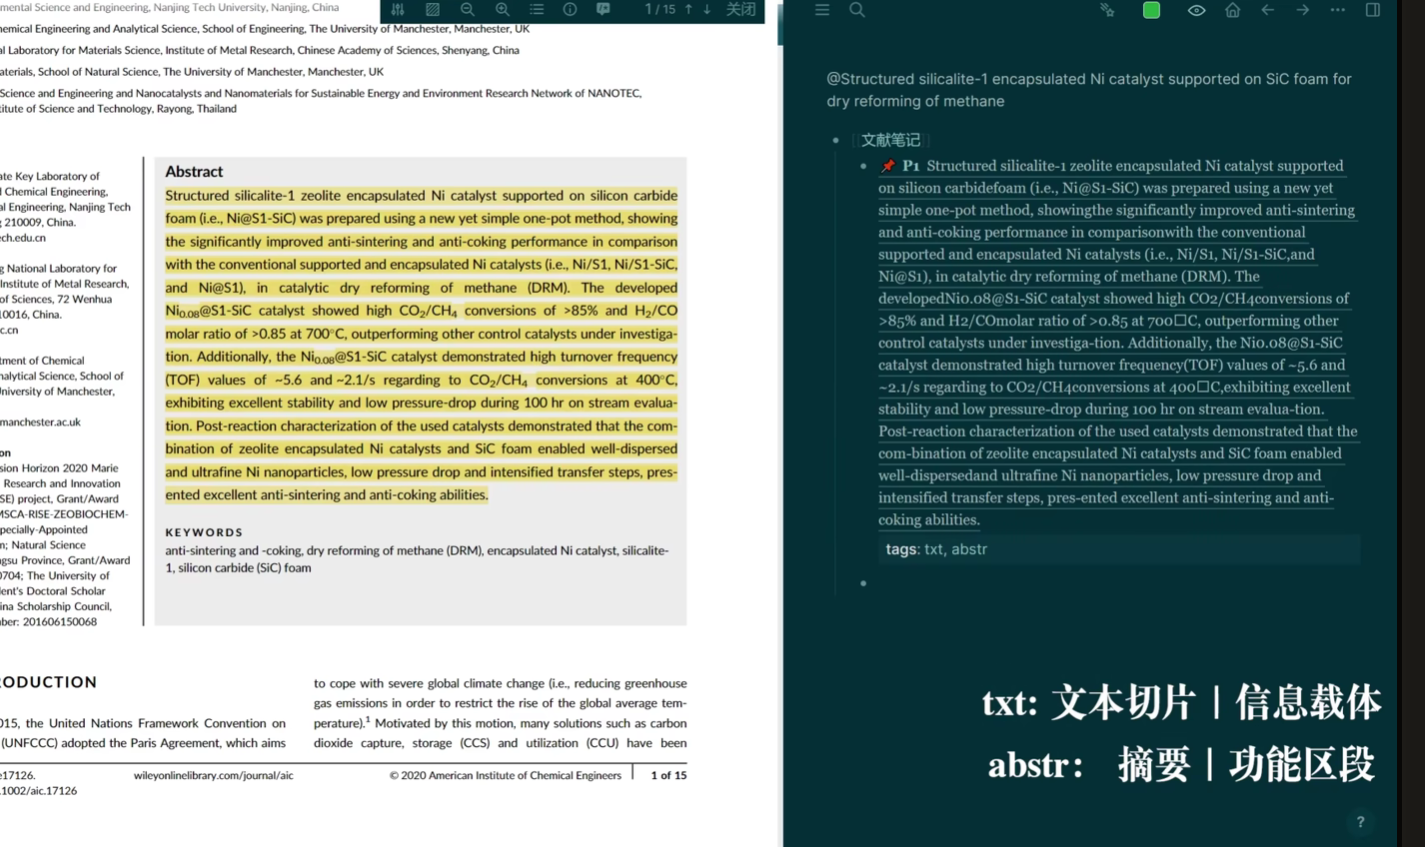 mental Science and Engineering, Nanjing Tech University, Nanjing, China
hemical Engineering and Analytical Science, School of Engineering, The University of Manchester, Manchester, UK
al Laboratory for Materials Science, Institute of Metal Research, Chinese Academy of Sciences, Shenyang, China
aterials, School of Natural Science, The University of Manchester, Manchester, UK
Science and Engineering and Nanocatalysts and Nanomaterials for Sustainable Energy and Environment Research Network of NANOTEC,
titute of Science and Technology, Rayong, Thailand
1 / 15 ↑ ↓ 关闭
ate Key Laboratory of
d Chemical Engineering,
al Engineering, Nanjing Tech
g 210009, China.
ech.edu.cn
g National Laboratory for
Institute of Metal Research,
of Sciences, 72 Wenhua
10016, China.
c.cn
rtment of Chemical
nalytical Science, School of
University of Manchester,
manchester.ac.uk
on
sion Horizon 2020 Marie
Research and Innovation
SE) project, Grant/Award
MSCA-RISE-ZEOBIOCHEM-
pecially-Appointed
m; Natural Science
ngsu Province, Grant/Award
0704; The University of
dent's Doctoral Scholar
ina Scholarship Council,
mber: 201606150068
Abstract
Structured silicalite-1 zeolite encapsulated Ni catalyst supported on silicon carbide
foam (i.e., Ni@S1-SiC) was prepared using a new yet simple one-pot method, showing
the significantly improved anti-sintering and anti-coking performance in comparison
with the conventional supported and encapsulated Ni catalysts (i.e., Ni/S1, Ni/S1-SiC,
and Ni@S1), in catalytic dry reforming of methane (DRM). The developed
Ni₀.₀₈@S1-SiC catalyst showed high CO₂/CH₄ conversions of >85% and H₂/CO
molar ratio of >0.85 at 700°C, outperforming other control catalysts under investiga-
tion. Additionally, the Ni₀.₀₈@S1-SiC catalyst demonstrated high turnover frequency
(TOF) values of ~5.6 and ~2.1/s regarding to CO₂/CH₄ conversions at 400°C,
exhibiting excellent stability and low pressure-drop during 100 hr on stream evalua-
tion. Post-reaction characterization of the used catalysts demonstrated that the com-
bination of zeolite encapsulated Ni catalysts and SiC foam enabled well-dispersed
and ultrafine Ni nanoparticles, low pressure drop and intensified transfer steps, pres-
ented excellent anti-sintering and anti-coking abilities.
KEYWORDS
anti-sintering and -coking, dry reforming of methane (DRM), encapsulated Ni catalyst, silicalite-
1, silicon carbide (SiC) foam
RODUCTION
015, the United Nations Framework Convention on
(UNFCCC) adopted the Paris Agreement, which aims
to cope with severe global climate change (i.e., reducing greenhouse
gas emissions in order to restrict the rise of the global average tem-
perature).¹ Motivated by this motion, many solutions such as carbon
dioxide capture, storage (CCS) and utilization (CCU) have been
e17126.
.1002/aic.17126
wileyonlinelibrary.com/journal/aic
© 2020 American Institute of Chemical Engineers
1 of 15
@Structured silicalite-1 encapsulated Ni catalyst supported on SiC foam for
dry reforming of methane
[[文献笔记]]
📌 P1 Structured silicalite-1 zeolite encapsulated Ni catalyst supported
on silicon carbidefoam (i.e., Ni@S1-SiC) was prepared using a new yet
simple one-pot method, showingthe significantly improved anti-sintering
and anti-coking performance in comparisonwith the conventional
supported and encapsulated Ni catalysts (i.e., Ni/S1, Ni/S1-SiC,and
Ni@S1), in catalytic dry reforming of methane (DRM). The
developedNi0.08@S1-SiC catalyst showed high CO2/CH4conversions of
>85% and H2/COmolar ratio of >0.85 at 700□C, outperforming other
control catalysts under investiga-tion. Additionally, the Ni0.08@S1-SiC
catalyst demonstrated high turnover frequency(TOF) values of ~5.6 and
~2.1/s regarding to CO2/CH4conversions at 400□C,exhibiting excellent
stability and low pressure-drop during 100 hr on stream evalua-tion.
Post-reaction characterization of the used catalysts demonstrated that the
com-bination of zeolite encapsulated Ni catalysts and SiC foam enabled
well-dispersedand ultrafine Ni nanoparticles, low pressure drop and
intensified transfer steps, pres-ented excellent anti-sintering and anti-
coking abilities.
tags: txt, abstr
txt: 文本切片 | 信息载体
abstr: 摘要 | 功能区段
?